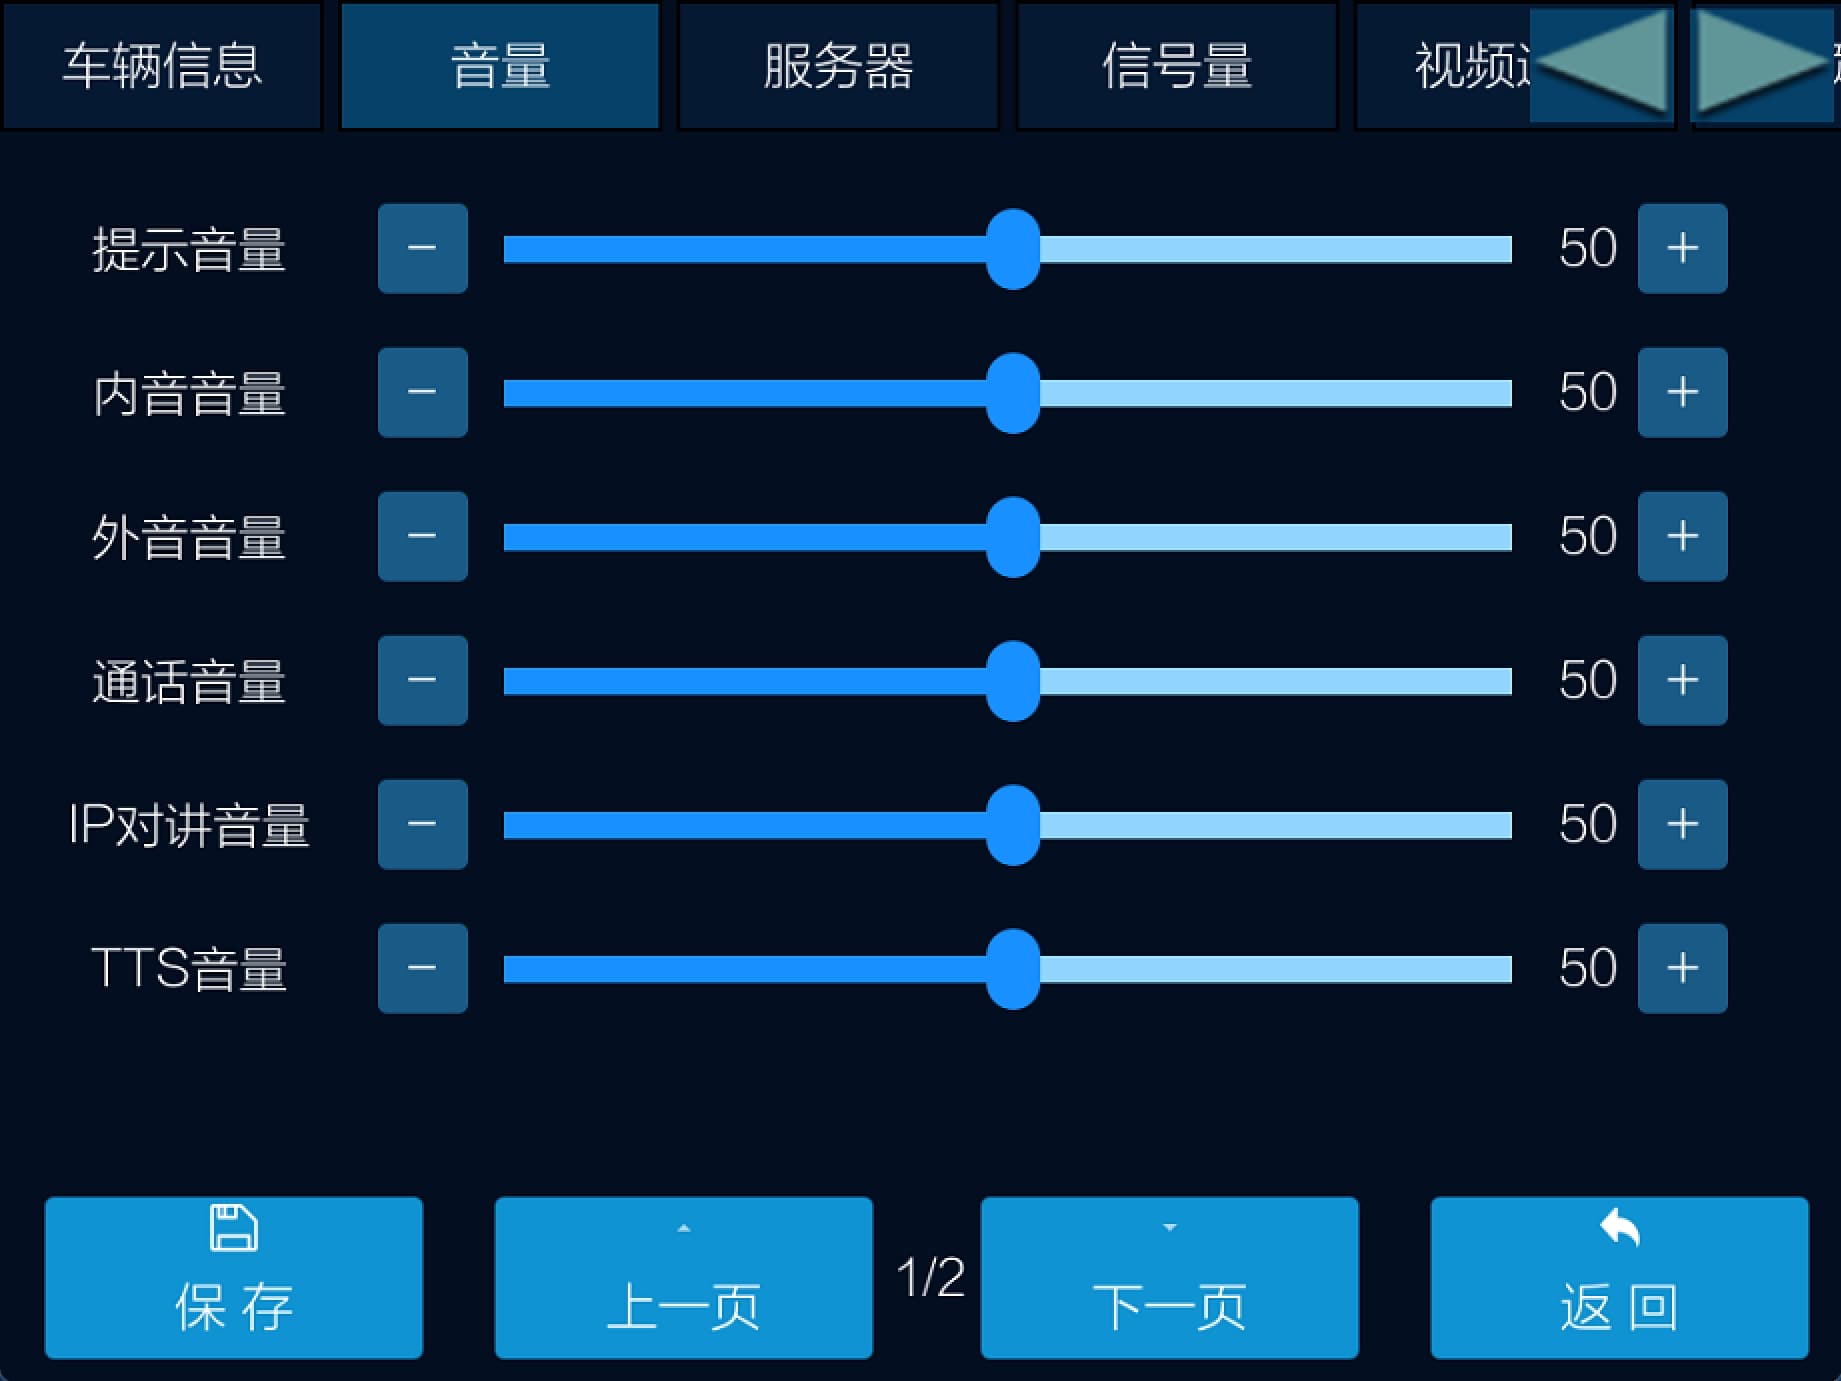 车辆信息 音量 服务器 信号量 视频
提示音量 − 50 +
内音音量 − 50 +
外音音量 − 50 +
通话音量 − 50 +
IP对讲音量 − 50 +
TTS音量 − 50 +
保存 上一页 1/2 下一页 返回